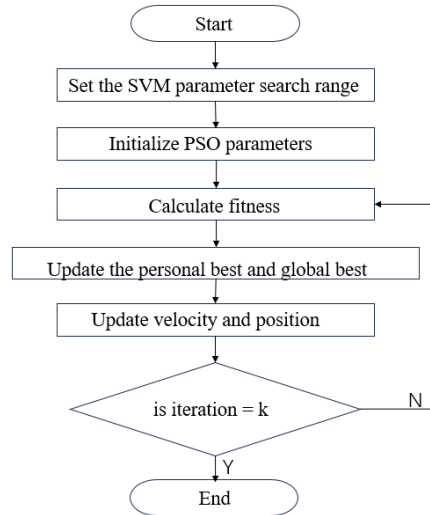 Start
Set the SVM parameter search range
Initialize PSO parameters
Calculate fitness
Update the personal best and global best
Update velocity and position
is iteration = k
N
Y
End